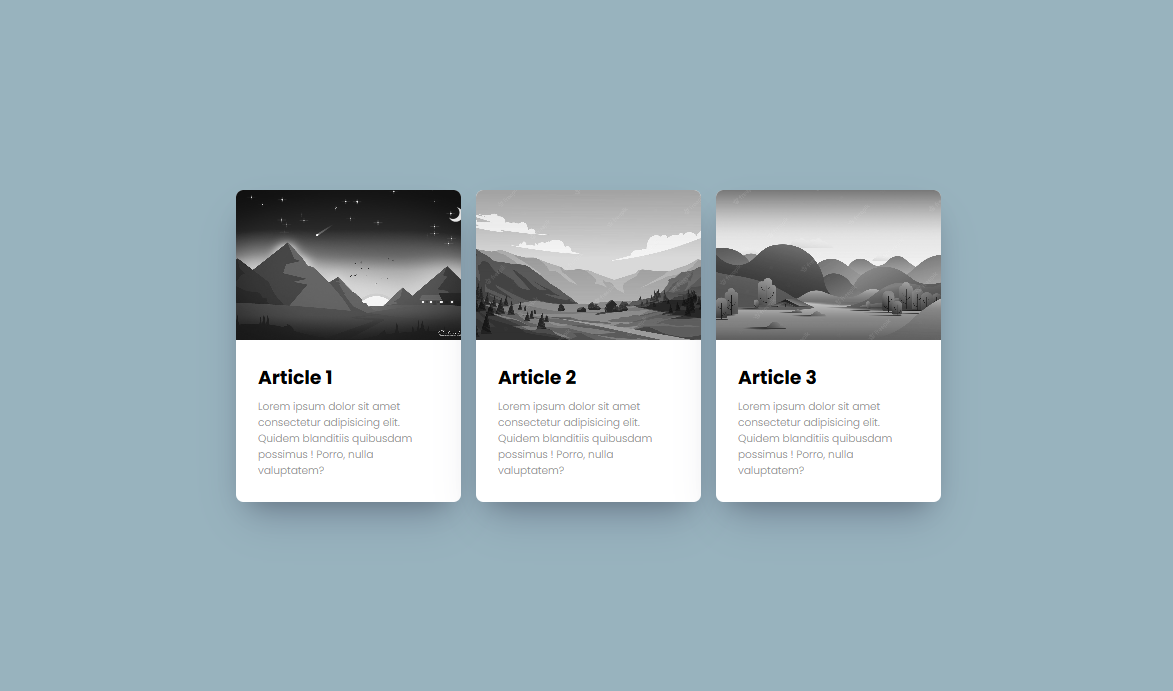 Article 1
Lorem ipsum dolor sit amet
consectetur adipisicing elit.
Quidem blanditiis quibusdam
possimus ! Porro, nulla
valuptatem?
Article 2
Lorem ipsum dolor sit amet
consectetur adipisicing elit.
Quidem blanditiis quibusdam
possimus ! Porro, nulla
valuptatem?
Article 3
Lorem ipsum dolor sit amet
consectetur adipisicing elit.
Quidem blanditiis quibusdam
possimus ! Porro, nulla
valuptatem?